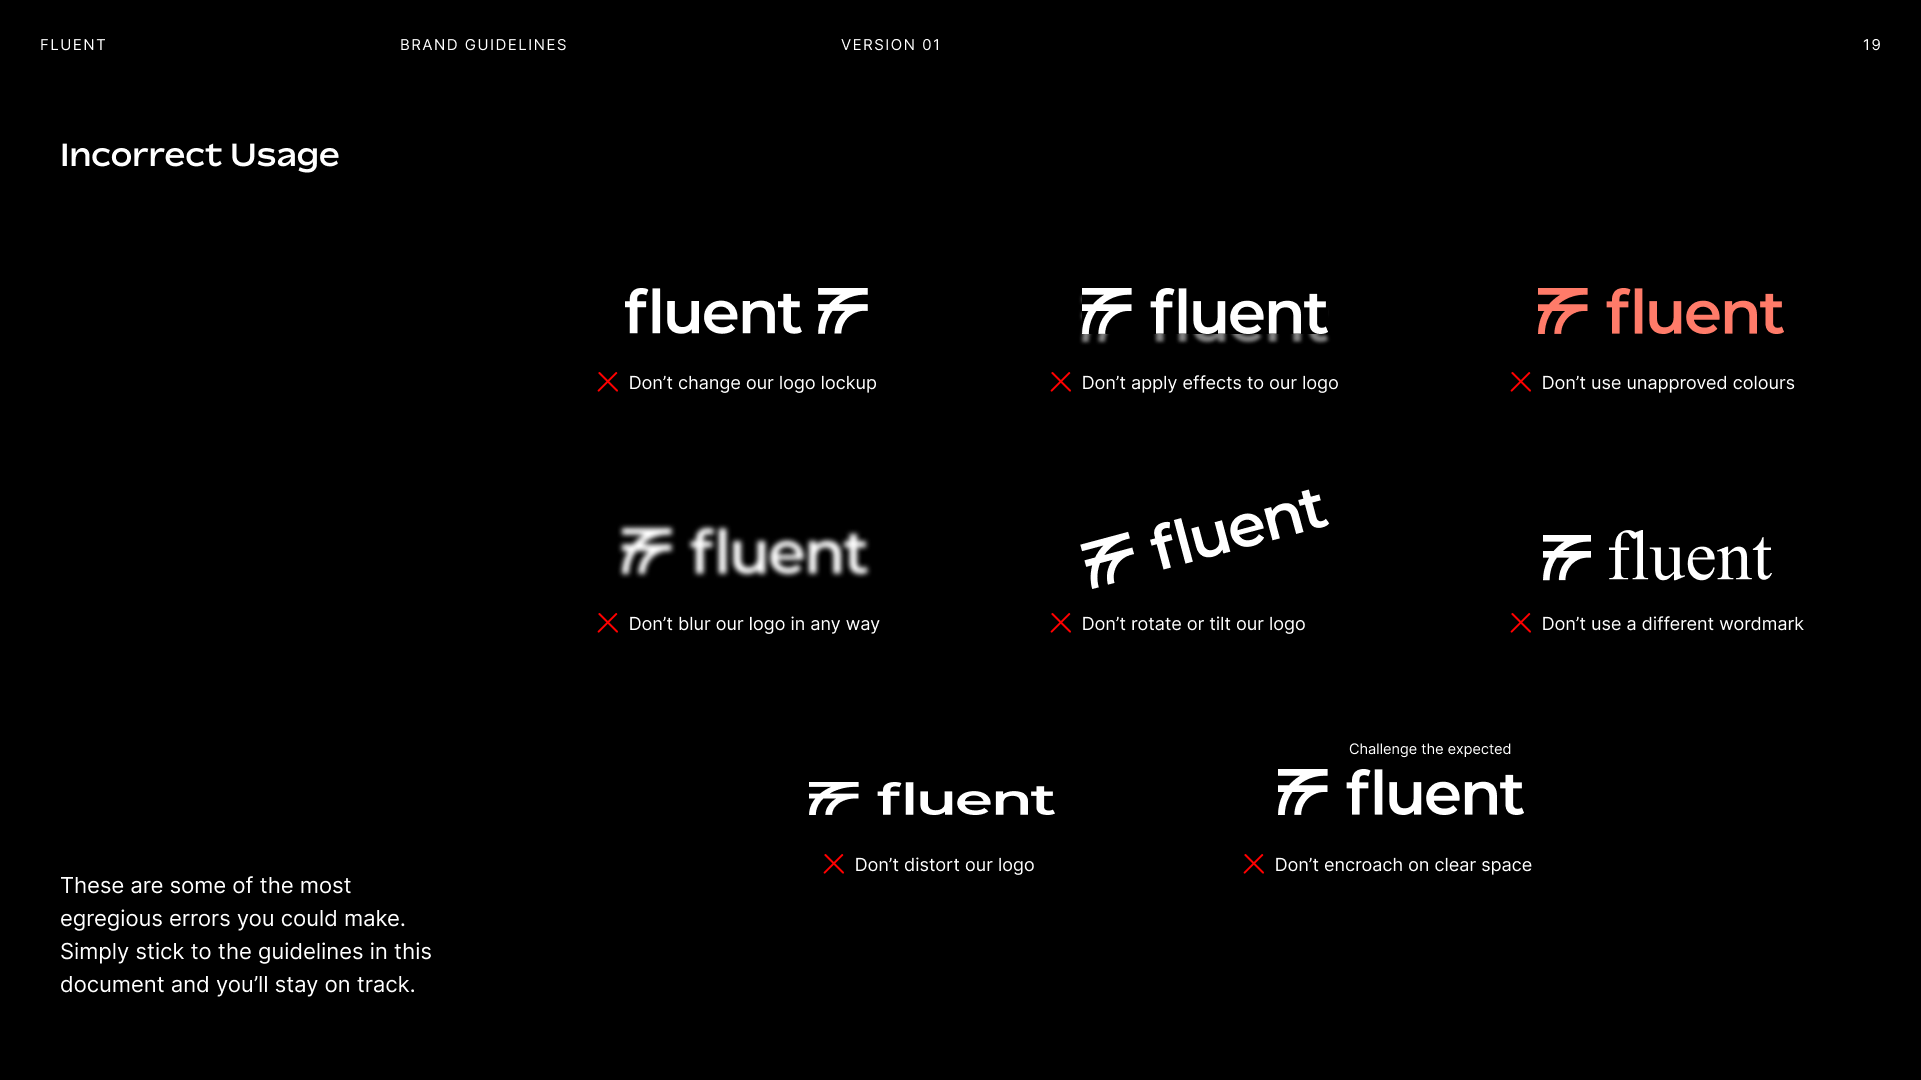 FLUENT
BRAND GUIDELINES
VERSION 01
19
Incorrect Usage
fluent
Don’t change our logo lockup
fluent
Don’t apply effects to our logo
fluent
Don’t use unapproved colours
fluent
Don’t blur our logo in any way
fluent
Don’t rotate or tilt our logo
fluent
Don’t use a different wordmark
fluent
Don’t distort our logo
Challenge the expected
fluent
Don’t encroach on clear space
These are some of the most
egregious errors you could make.
Simply stick to the guidelines in this
document and you’ll stay on track.